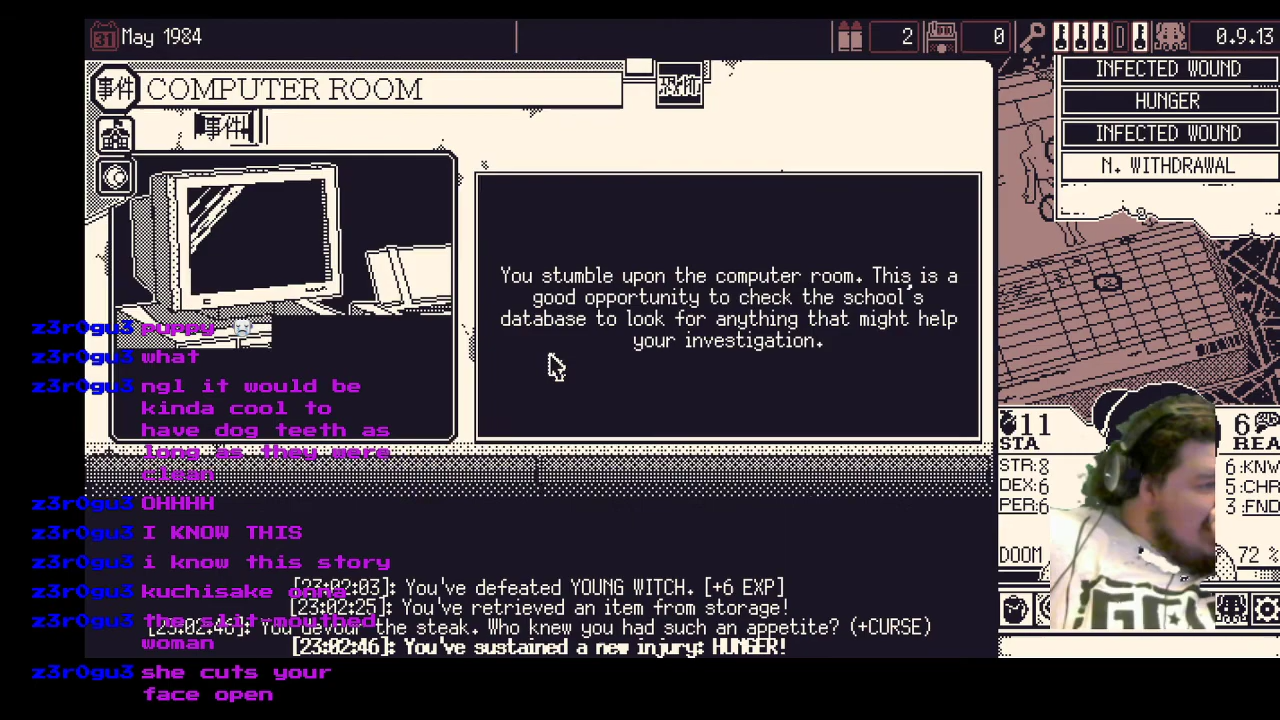 May 1984
2
0
0.9.13
事件 COMPUTER ROOM
事件
INFECTED WOUND
HUNGER
INFECTED WOUND
N. WITHDRAWAL
You stumble upon the computer room. This is a
good opportunity to check the school's
database to look for anything that might help
your investigation.
z3r0gu3 puppy
z3r0gu3 what
z3r0gu3 ngl it would be
kinda cool to
have dog teeth as
long as they were
clean
z3r0gu3 OHHHH
z3r0gu3 I KNOW THIS
z3r0gu3 i know this story
z3r0gu3 kuchisake onna
z3r0gu3 the slit-mouthed
woman
z3r0gu3 she cuts your
face open
[23:02:03]: You've defeated YOUNG WITCH. [+6 EXP]
[23:02:25]: You've retrieved an item from storage!
[23:02:46]: You devour the steak. Who knew you had such an appetite? (+CURSE)
[23:02:46]: You've sustained a new injury: HUNGER!
11
STA
6
REA
STR:8
DEX:6
PER:6
6:KNW
5:CHR
3:FND
DOOM
72 %